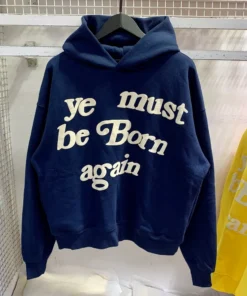 ye must
be Born
again